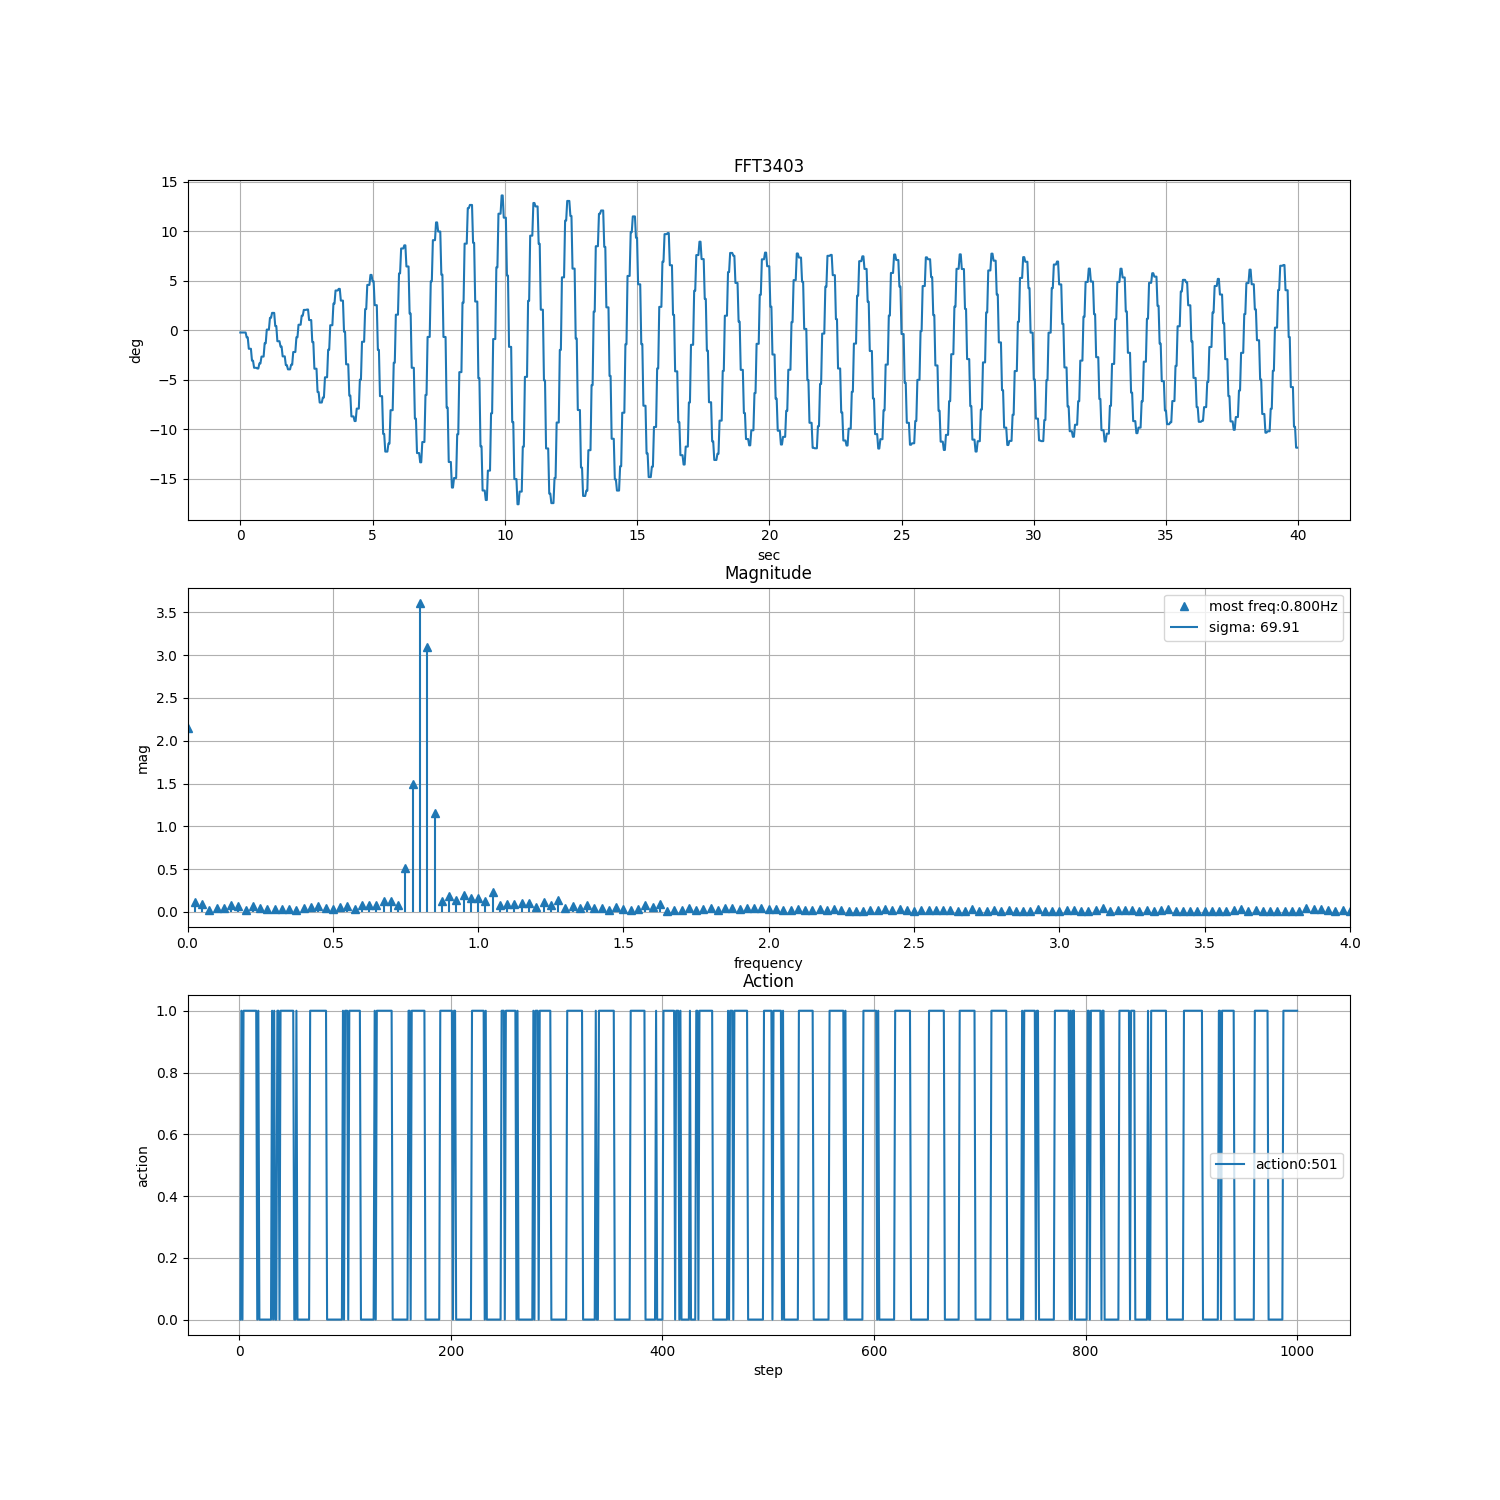 FFT3403
15
10
5
0
−5
−10
−15
deg
0 5 10 15 20 25 30 35 40
sec
Magnitude
3.5
3.0
2.5
2.0
1.5
1.0
0.5
0.0
mag
most freq:0.800Hz
sigma: 69.91
0.0 0.5 1.0 1.5 2.0 2.5 3.0 3.5 4.0
frequency
Action
1.0
0.8
0.6
0.4
0.2
0.0
action
action0:501
0 200 400 600 800 1000
step